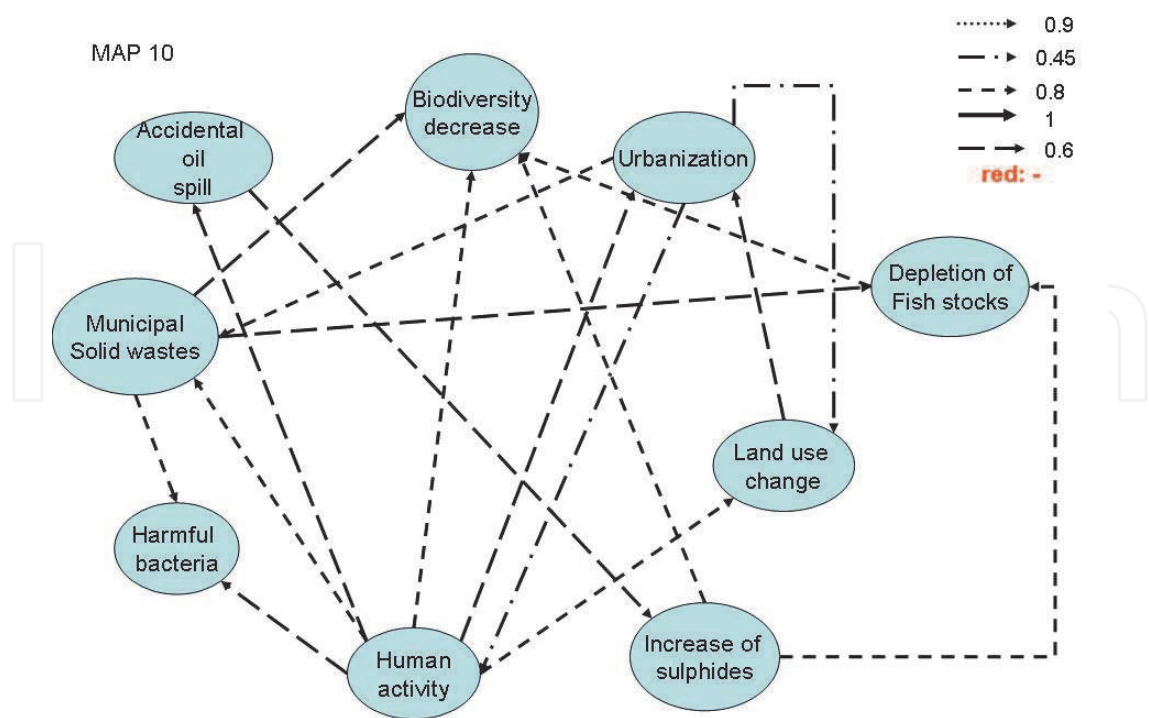 MAP 10
0.9
0.45
0.8
1
0.6
red: -
Biodiversity
decrease
Accidental
oil
spill
Urbanization
Depletion of
Fish stocks
Municipal
Solid wastes
Land use
change
Harmful
bacteria
Human
activity
Increase of
sulphides